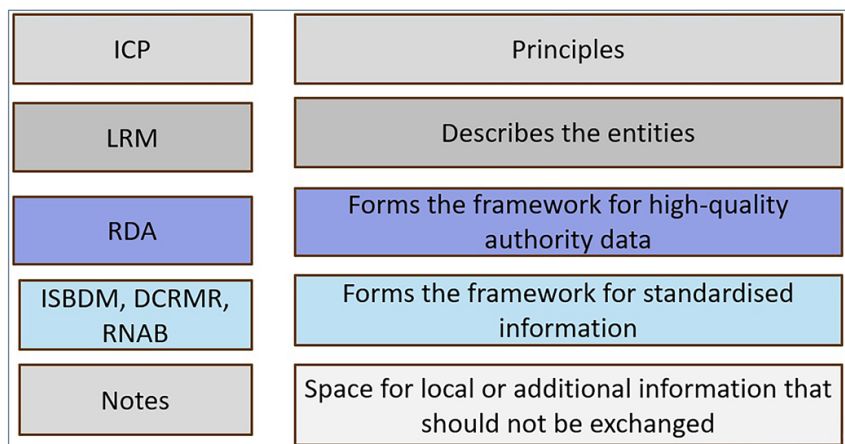 ICP
Principles
LRM
Describes the entities
RDA
Forms the framework for high-quality
authority data
ISBDM, DCRMR,
RNAB
Forms the framework for standardised
information
Notes
Space for local or additional information that
should not be exchanged